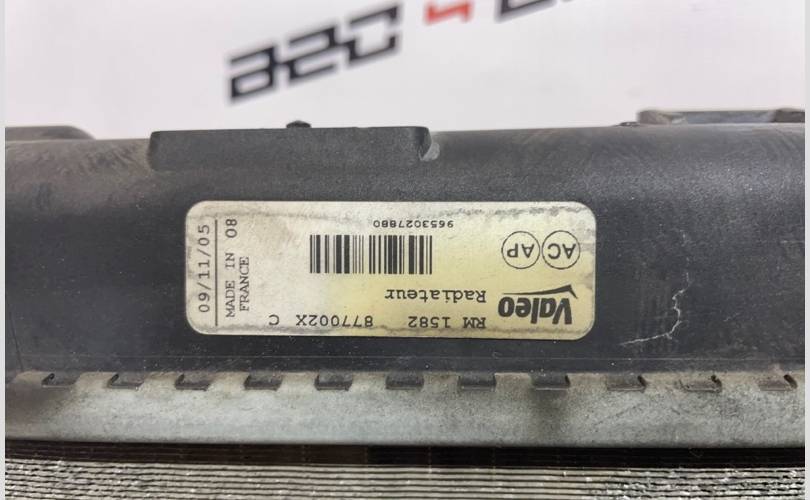 RM 1582 877002X C
Valeo
Radiateur
AC AP
9653027880
09/11/05
MADE IN 08
FRANCE